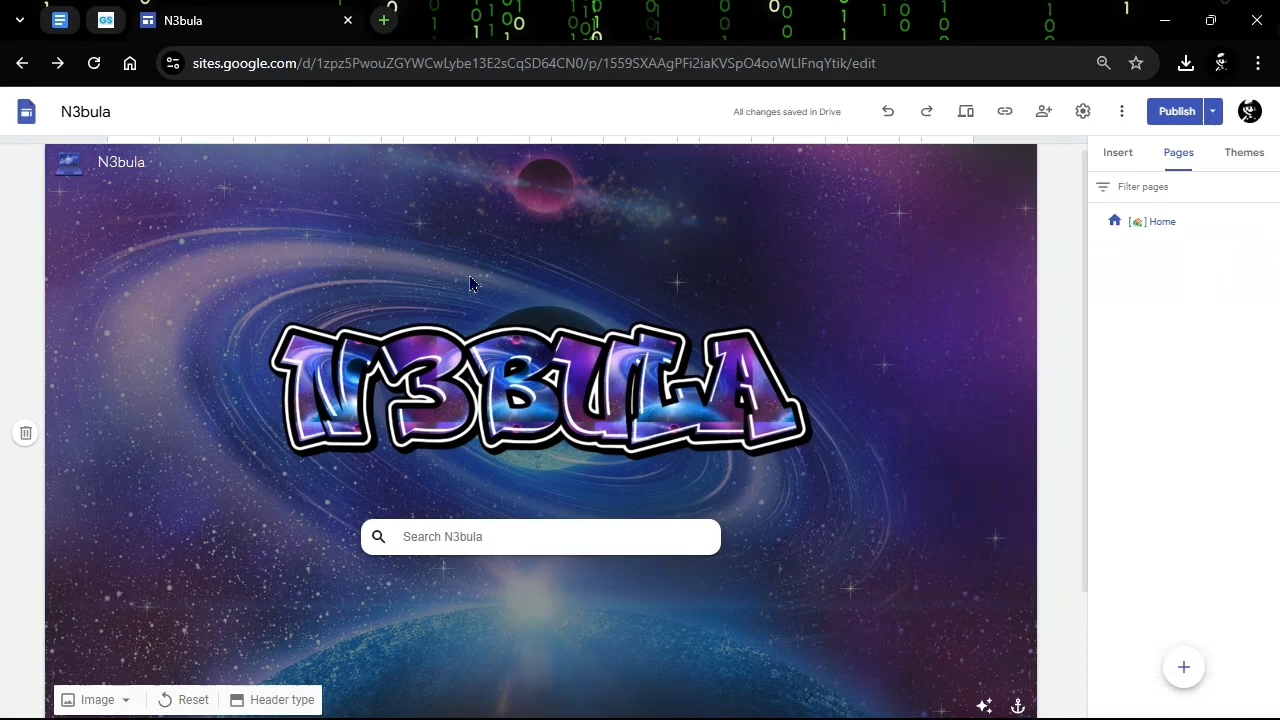 GS
N3bula
sites.google.com/d/1zpz5PwouZGYWCwLybe13E2sCqSD64CN0/p/1559SXAAgPFi2iaKVSpO4ooWLlFnqYtik/edit
N3bula
All changes saved in Drive
Publish
Insert
Pages
Themes
N3bula
Filter pages
[🏠] Home
N3BULA
Search N3bula
Image
Reset
Header type